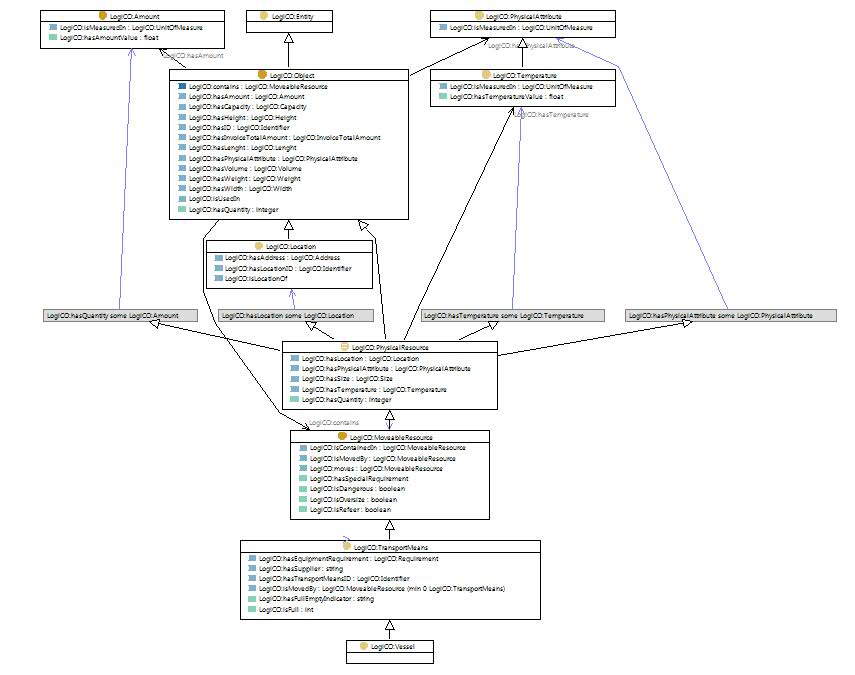 LogiCO:Amount
LogiCO:isMeasuredIn : LogiCO:UnitOfMeasure
LogiCO:hasAmountValue : float
LogiCO:Entity
LogiCO:PhysicalAttribute
LogiCO:isMeasuredIn : LogiCO:UnitOfMeasure
LogiCO:hasAmount
LogiCO:hasPhysicalAttribute
LogiCO:Object
LogiCO:contains : LogiCO:MoveableResource
LogiCO:hasAmount : LogiCO:Amount
LogiCO:hasCapacity : LogiCO:Capacity
LogiCO:hasHeight : LogiCO:Height
LogiCO:hasID : LogiCO:Identifier
LogiCO:hasInvoiceTotalAmount : LogiCO:InvoiceTotalAmount
LogiCO:hasLenght : LogiCO:Lenght
LogiCO:hasPhysicalAttribute : LogiCO:PhysicalAttribute
LogiCO:hasVolume : LogiCO:Volume
LogiCO:hasWeight : LogiCO:Weight
LogiCO:hasWidth : LogiCO:Width
LogiCO:isUsedIn
LogiCO:hasQuantity : integer
LogiCO:Temperature
LogiCO:isMeasuredIn : LogiCO:UnitOfMeasure
LogiCO:hasTemperatureValue : float
LogiCO:hasTemperature
LogiCO:Location
LogiCO:hasAddress : LogiCO:Address
LogiCO:hasLocationID : LogiCO:Identifier
LogiCO:isLocationOf
LogiCO:hasQuantity some LogiCO:Amount
LogiCO:hasLocation some LogiCO:Location
LogiCO:hasTemperature some LogiCO:Temperature
LogiCO:hasPhysicalAttribute some LogiCO:PhysicalAttribute
LogiCO:PhysicalResource
LogiCO:hasLocation : LogiCO:Location
LogiCO:hasPhysicalAttribute : LogiCO:PhysicalAttribute
LogiCO:hasSize : LogiCO:Size
LogiCO:hasTemperature : LogiCO:Temperature
LogiCO:hasQuantity : integer
LogiCO:contains
LogiCO:MoveableResource
LogiCO:isContainedIn : LogiCO:MoveableResource
LogiCO:isMovedBy : LogiCO:MoveableResource
LogiCO:moves : LogiCO:MoveableResource
LogiCO:hasSpecialRequirement
LogiCO:isDangerous : boolean
LogiCO:isOversize : boolean
LogiCO:isRefeer : boolean
LogiCO:TransportMeans
LogiCO:hasEquipmentRequirement : LogiCO:Requirement
LogiCO:hasSupplier : string
LogiCO:hasTransportMeansID : LogiCO:Identifier
LogiCO:isMovedBy : LogiCO:MoveableResource (min 0 LogiCO:TransportMeans)
LogiCO:hasFullEmptyIndicator : string
LogiCO:isFull : int
LogiCO:Vessel